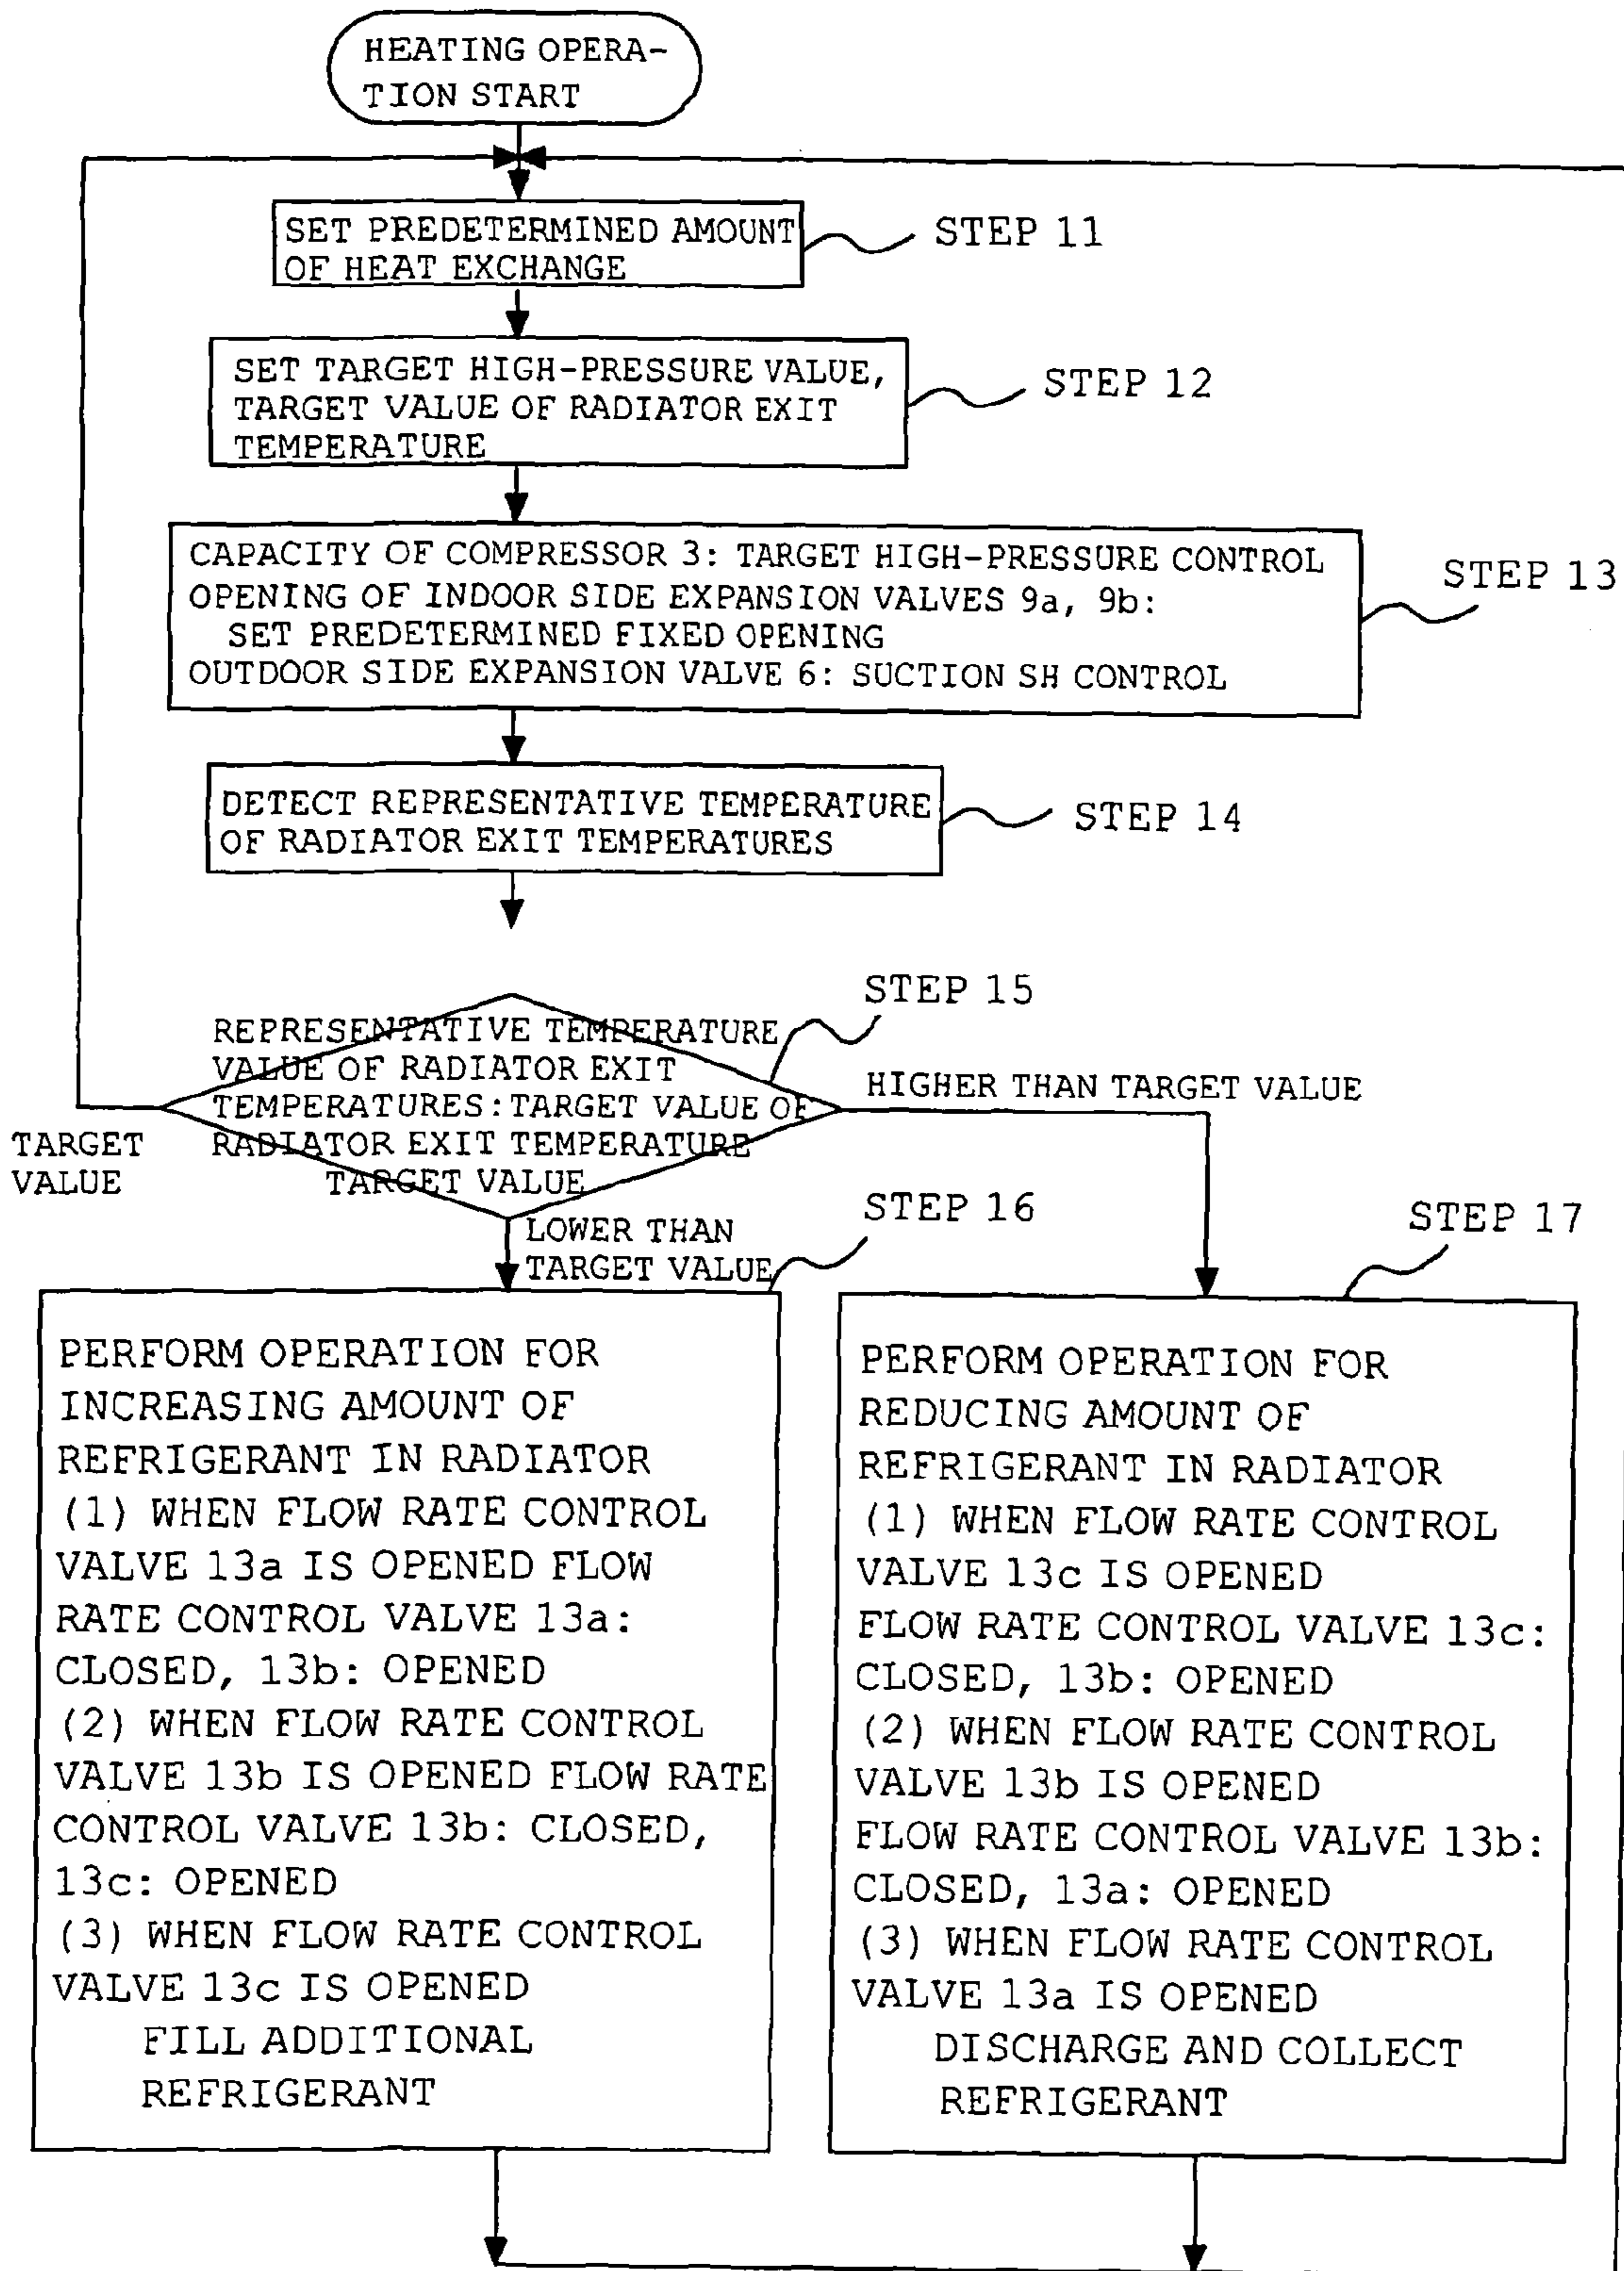 HEATING OPERA-
TION START
SET PREDETERMINED AMOUNT
OF HEAT EXCHANGE
STEP 11
SET TARGET HIGH-PRESSURE VALUE,
TARGET VALUE OF RADIATOR EXIT
TEMPERATURE
STEP 12
CAPACITY OF COMPRESSOR 3: TARGET HIGH-PRESSURE CONTROL
OPENING OF INDOOR SIDE EXPANSION VALVES 9a, 9b:
SET PREDETERMINED FIXED OPENING
OUTDOOR SIDE EXPANSION VALVE 6: SUCTION SH CONTROL
STEP 13
DETECT REPRESENTATIVE TEMPERATURE
OF RADIATOR EXIT TEMPERATURES
STEP 14
STEP 15
REPRESENTATIVE TEMPERATURE
VALUE OF RADIATOR EXIT
TEMPERATURES:TARGET VALUE OF
RADIATOR EXIT TEMPERATURE
TARGET VALUE
HIGHER THAN TARGET VALUE
TARGET
VALUE
LOWER THAN
TARGET VALUE
STEP 16
STEP 17
PERFORM OPERATION FOR
INCREASING AMOUNT OF
REFRIGERANT IN RADIATOR
(1) WHEN FLOW RATE CONTROL
VALVE 13a IS OPENED FLOW
RATE CONTROL VALVE 13a:
CLOSED, 13b: OPENED
(2) WHEN FLOW RATE CONTROL
VALVE 13b IS OPENED FLOW RATE
CONTROL VALVE 13b: CLOSED,
13c: OPENED
(3) WHEN FLOW RATE CONTROL
VALVE 13c IS OPENED
FILL ADDITIONAL
REFRIGERANT
PERFORM OPERATION FOR
REDUCING AMOUNT OF
REFRIGERANT IN RADIATOR
(1) WHEN FLOW RATE CONTROL
VALVE 13c IS OPENED
FLOW RATE CONTROL VALVE 13c:
CLOSED, 13b: OPENED
(2) WHEN FLOW RATE CONTROL
VALVE 13b IS OPENED
FLOW RATE CONTROL VALVE 13b:
CLOSED, 13a: OPENED
(3) WHEN FLOW RATE CONTROL
VALVE 13a IS OPENED
DISCHARGE AND COLLECT
REFRIGERANT